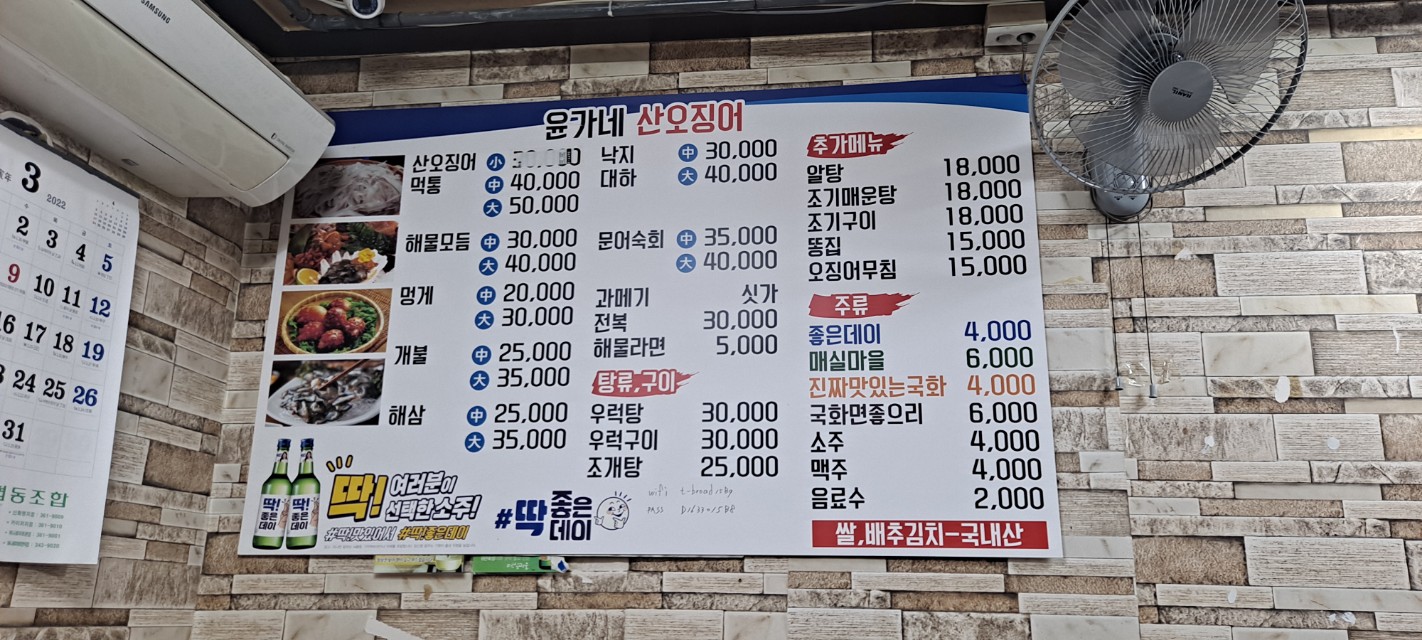 SAMSUNG
3
2022
2 3 4 5
9 10 11 12
16 17 18 19
24 25 26
31
협동조합
윤가네 산오징어
산오징어 小
먹통 中 40,000
大 50,000
해물모듬 中 30,000
大 40,000
멍게 中 20,000
大 30,000
개불 中 25,000
大 35,000
해삼 中 25,000
大 35,000
낙지 中 30,000
대하 大 40,000
문어숙회 中 35,000
大 40,000
과메기 싯가
전복 30,000
해물라면 5,000
탕류,구이
우럭탕 30,000
우럭구이 30,000
조개탕 25,000
추가메뉴
알탕 18,000
조기매운탕 18,000
조기구이 18,000
똥집 15,000
오징어무침 15,000
주류
좋은데이 4,000
매실마을 6,000
진짜맛있는국화 4,000
국화면좋으리 6,000
소주 4,000
맥주 4,000
음료수 2,000
쌀,배추김치-국내산
딱! 좋은데이
딱! 여러분이
선택한 소주!
#딱!맛있어서 #딱!좋은데이
#딱 좋은데이
wifi